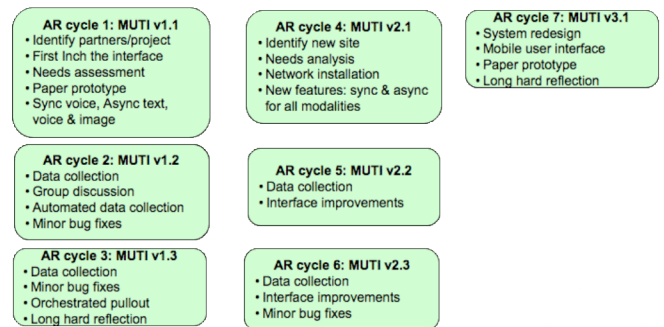 AR cycle 1: MUTI v1.1
• Identify partners/project
• First Inch the interface
• Needs assessment
• Paper prototype
• Sync voice, Async text,
voice & image
AR cycle 2: MUTI v1.2
• Data collection
• Group discussion
• Automated data collection
• Minor bug fixes
AR cycle 3: MUTI v1.3
• Data collection
• Minor bug fixes
• Orchestrated pullout
• Long hard reflection
AR cycle 4: MUTI v2.1
• Identify new site
• Needs analysis
• Network installation
• New features: sync & async
for all modalities
AR cycle 5: MUTI v2.2
• Data collection
• Interface improvements
AR cycle 6: MUTI v2.3
• Data collection
• Interface improvements
• Minor bug fixes
AR cycle 7: MUTI v3.1
• System redesign
• Mobile user interface
• Paper prototype
• Long hard reflection